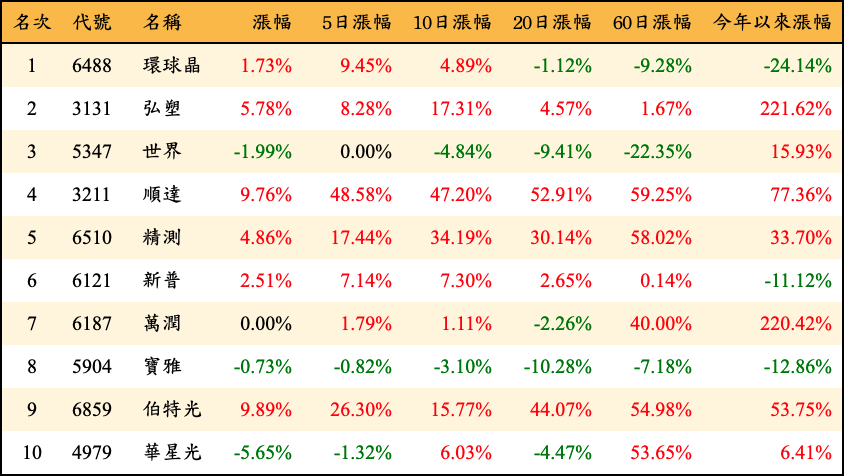 名次 代號 名稱 漲幅 5日漲幅 10日漲幅 20日漲幅 60日漲幅 今年以來漲幅
1 6488 環球晶 1.73% 9.45% 4.89% -1.12% -9.28% -24.14%
2 3131 弘塑 5.78% 8.28% 17.31% 4.57% 1.67% 221.62%
3 5347 世界 -1.99% 0.00% -4.84% -9.41% -22.35% 15.93%
4 3211 順達 9.76% 48.58% 47.20% 52.91% 59.25% 77.36%
5 6510 精測 4.86% 17.44% 34.19% 30.14% 58.02% 33.70%
6 6121 新普 2.51% 7.14% 7.30% 2.65% 0.14% -11.12%
7 6187 萬潤 0.00% 1.79% 1.11% -2.26% 40.00% 220.42%
8 5904 寶雅 -0.73% -0.82% -3.10% -10.28% -7.18% -12.86%
9 6859 伯特光 9.89% 26.30% 15.77% 44.07% 54.98% 53.75%
10 4979 華星光 -5.65% -1.32% 6.03% -4.47% 53.65% 6.41%